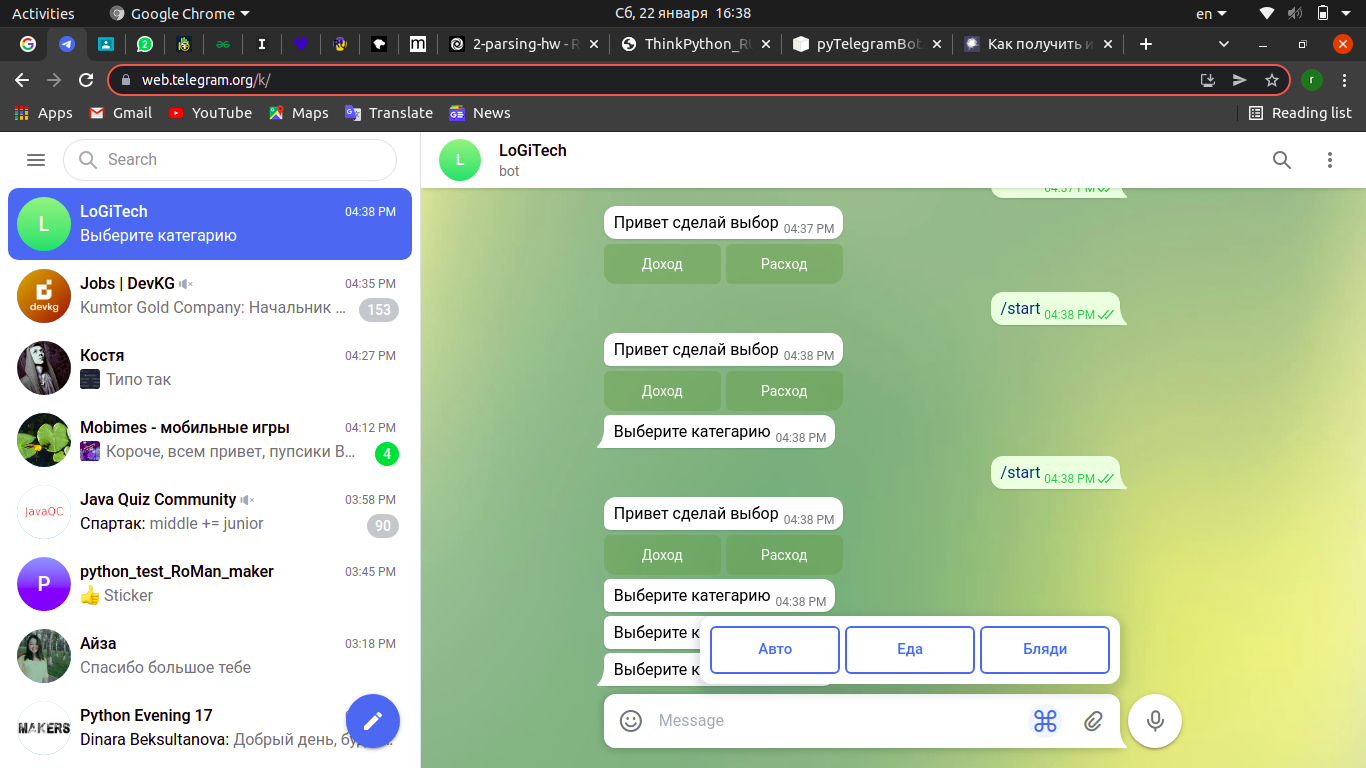 Activities
Google Chrome
Сб, 22 января 16:38
en
2-parsing-hw - R
ThinkPython_RU
pyTelegramBot
Как получить и
web.telegram.org/k/
r
Apps
Gmail
YouTube
Maps
Translate
News
Reading list
Search
L
LoGiTech
04:38 PM
Выберите категарию
devkg
Jobs | DevKG
04:35 PM
Kumtor Gold Company: Начальник ...
153
Костя
04:27 PM
Типо так
Mobimes - мобильные игры
04:12 PM
Короче, всем привет, пупсики В...
4
JavaQC
Java Quiz Community
03:58 PM
Спартак: middle += junior
90
P
python_test_RoMan_maker
03:45 PM
Sticker
Айза
03:18 PM
Спасибо большое тебе
MAKERS
Python Evening 17
Dinara Beksultanova: Добрый день,
L
LoGiTech
bot
04:37 PM
Привет сделай выбор 04:37 PM
Доход Расход
/start 04:38 PM
Привет сделай выбор 04:38 PM
Доход Расход
Выберите категарию 04:38 PM
/start 04:38 PM
Привет сделай выбор 04:38 PM
Доход Расход
Выберите категарию 04:38 PM
Выберите к
Выберите к
Авто Еда Бляди
Message